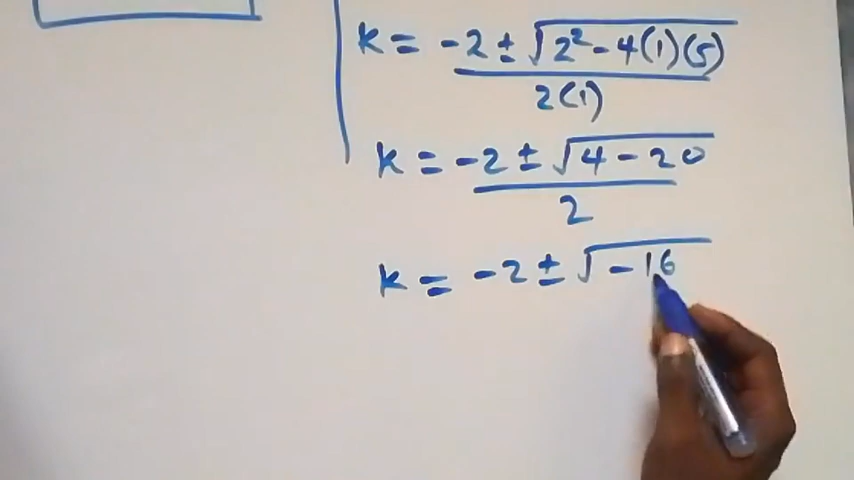 k = -2 ± √2² - 4(1)(5)
2(1)
k = -2 ± √4 - 20
2
k = -2 ± √-16